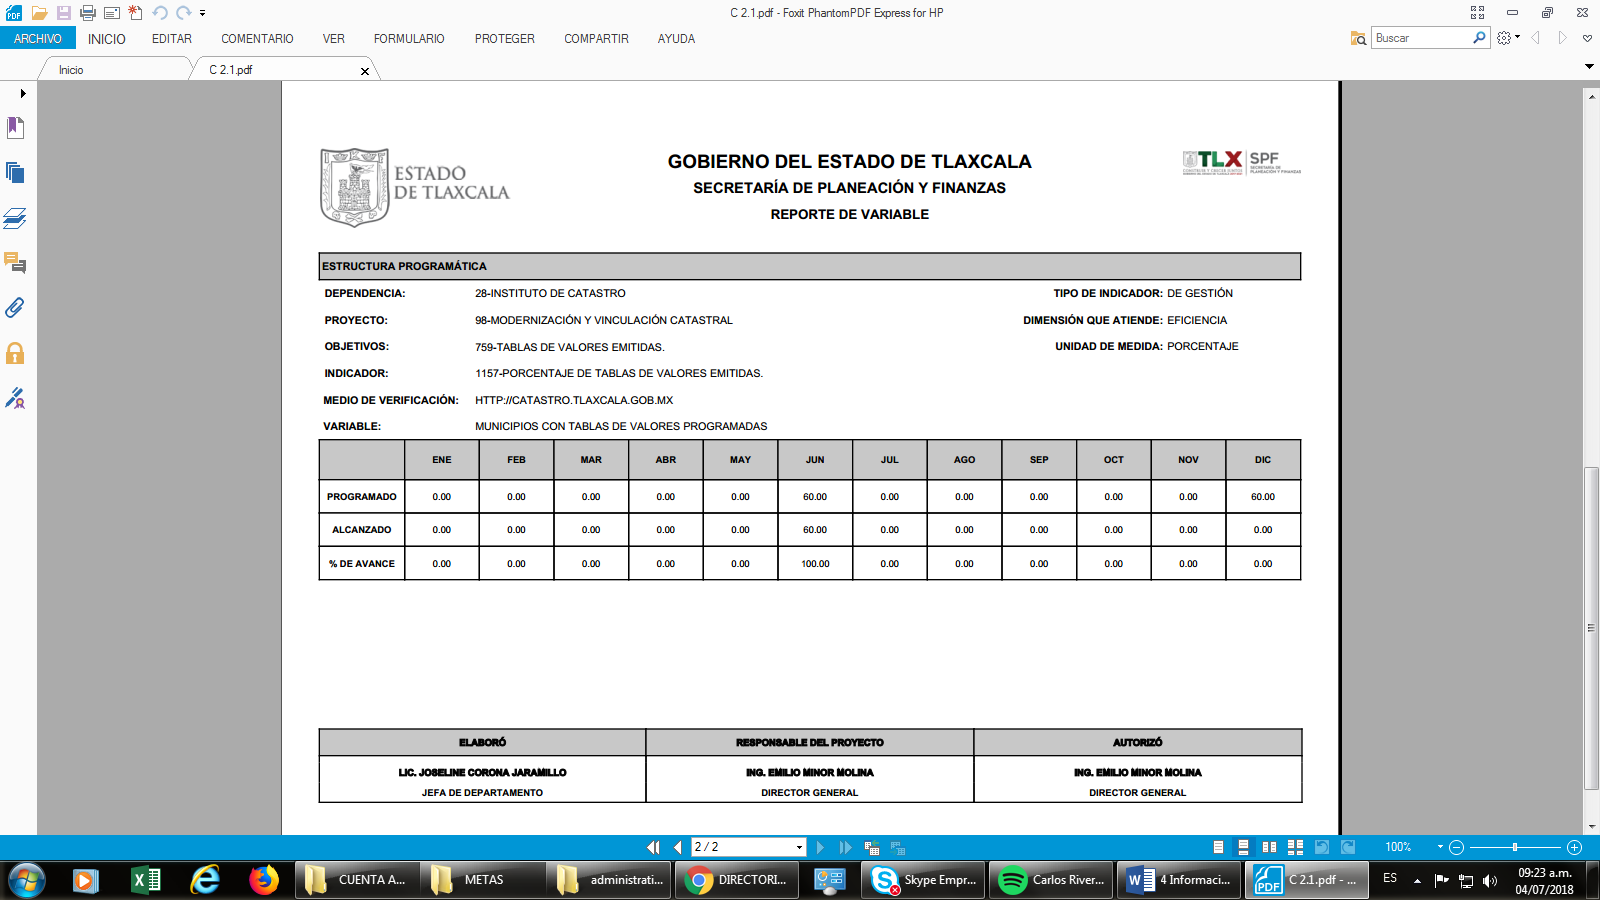 C 2.1.pdf - Foxit PhantomPDF Express for HP
ARCHIVO INICIO EDITAR COMENTARIO VER FORMULARIO PROTEGER COMPARTIR AYUDA Buscar
Inicio C 2.1.pdf
ESTADO
DE TLAXCALA
GOBIERNO DEL ESTADO DE TLAXCALA
SECRETARÍA DE PLANEACIÓN Y FINANZAS
REPORTE DE VARIABLE
TLX SPF
SECRETARÍA DE
PLANEACIÓN Y FINANZAS
CONSTRUIR Y CRECER JUNTOS
ESTRUCTURA PROGRAMÁTICA
DEPENDENCIA: 28-INSTITUTO DE CATASTRO TIPO DE INDICADOR: DE GESTIÓN
PROYECTO: 98-MODERNIZACIÓN Y VINCULACIÓN CATASTRAL DIMENSIÓN QUE ATIENDE: EFICIENCIA
OBJETIVOS: 759-TABLAS DE VALORES EMITIDAS. UNIDAD DE MEDIDA: PORCENTAJE
INDICADOR: 1157-PORCENTAJE DE TABLAS DE VALORES EMITIDAS.
MEDIO DE VERIFICACIÓN: HTTP://CATASTRO.TLAXCALA.GOB.MX
VARIABLE: MUNICIPIOS CON TABLAS DE VALORES PROGRAMADAS
ENE FEB MAR ABR MAY JUN JUL AGO SEP OCT NOV DIC
PROGRAMADO 0.00 0.00 0.00 0.00 0.00 60.00 0.00 0.00 0.00 0.00 0.00 60.00
ALCANZADO 0.00 0.00 0.00 0.00 0.00 60.00 0.00 0.00 0.00 0.00 0.00 0.00
% DE AVANCE 0.00 0.00 0.00 0.00 0.00 100.00 0.00 0.00 0.00 0.00 0.00 0.00
ELABORÓ RESPONSABLE DEL PROYECTO AUTORIZÓ
LIC. JOSELINE CORONA JARAMILLO ING. EMILIO MINOR MOLINA ING. EMILIO MINOR MOLINA
JEFA DE DEPARTAMENTO DIRECTOR GENERAL DIRECTOR GENERAL
2 / 2 100%
CUENTA A... METAS administrati... DIRECTORI... Skype Empr... Carlos River... 4 Informaci... C 2.1.pdf - ... ES 09:23 a.m.
04/07/2018